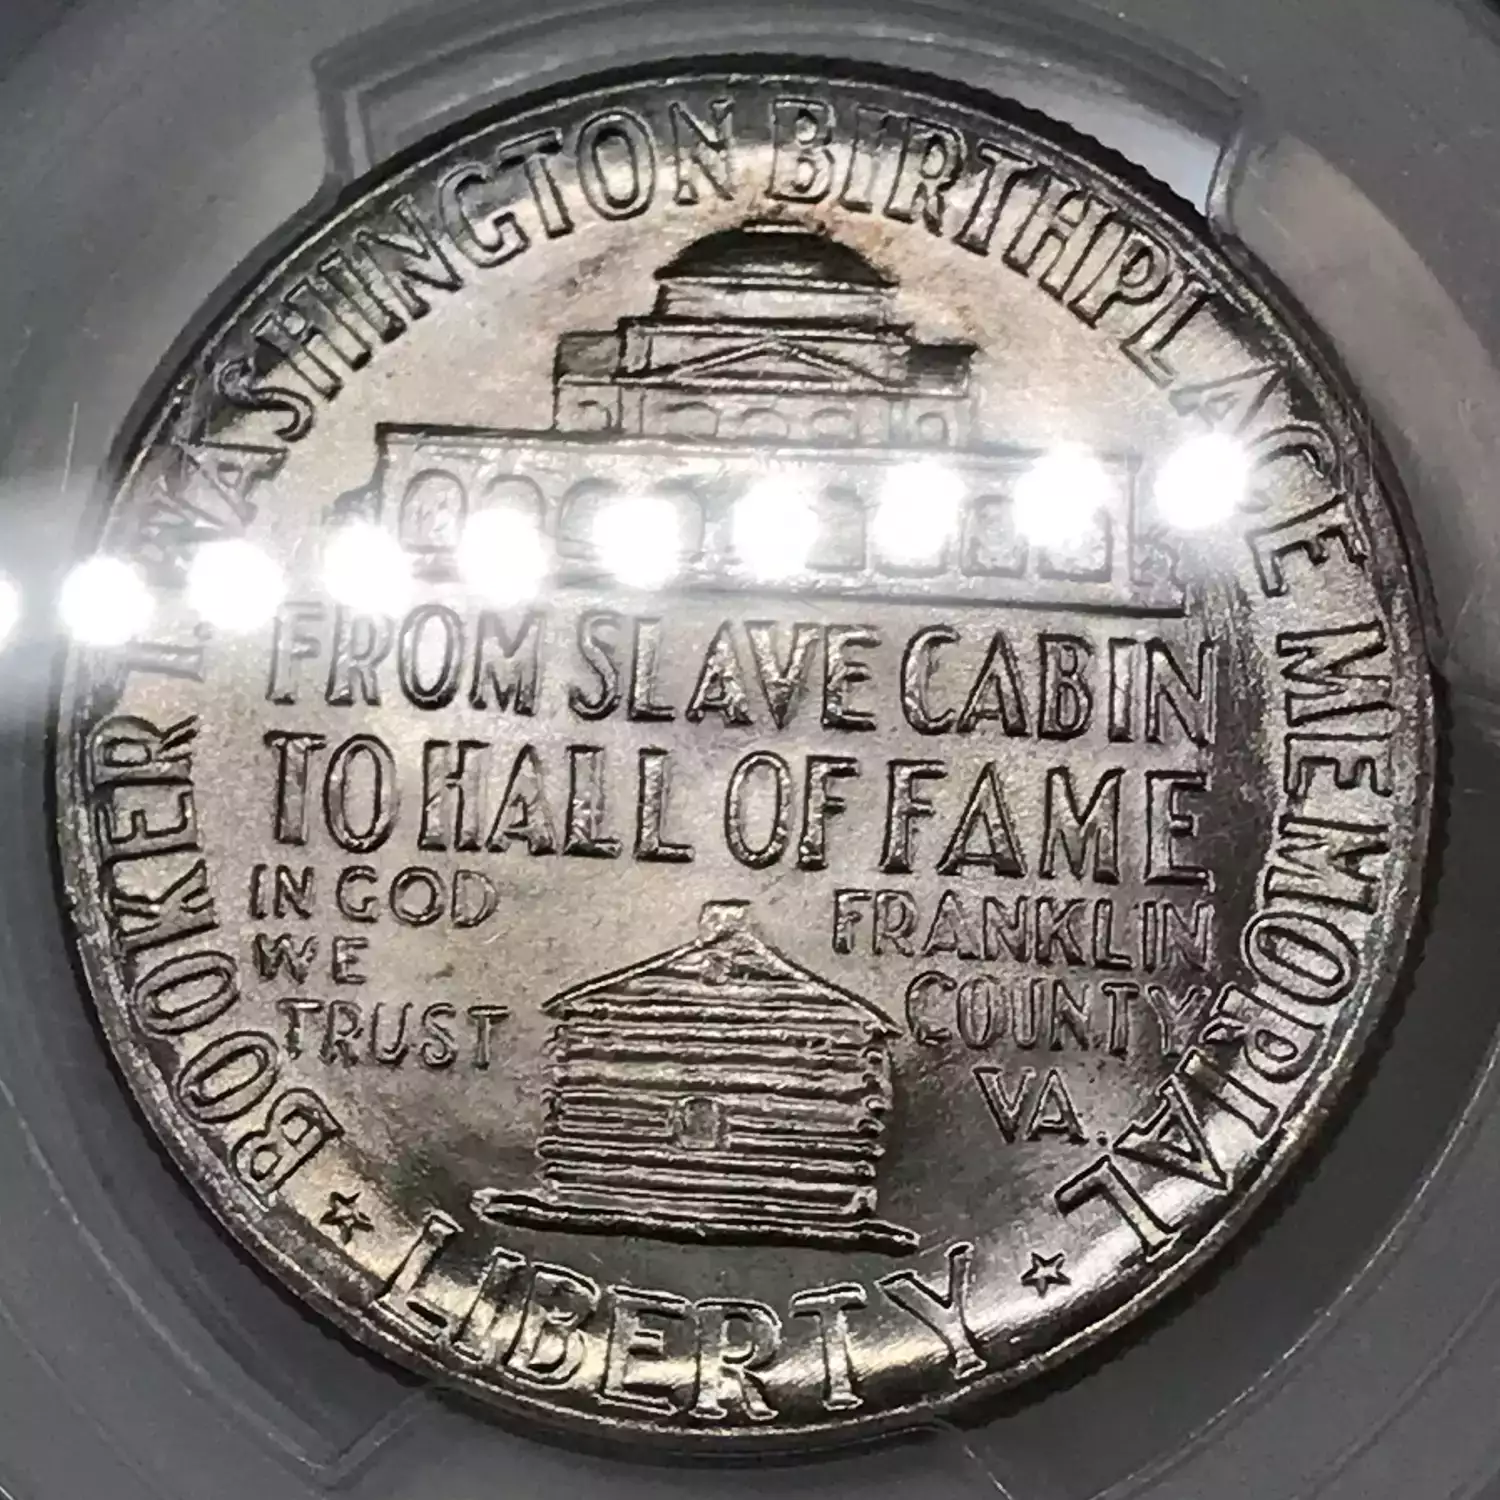 BOOKER T. WASHINGTON BIRTHPLACE MEMORIAL
FROM SLAVE CABIN
TO HALL OF FAME
IN GOD
WE
TRUST
FRANKLIN
COUNTY
VA.
LIBERTY